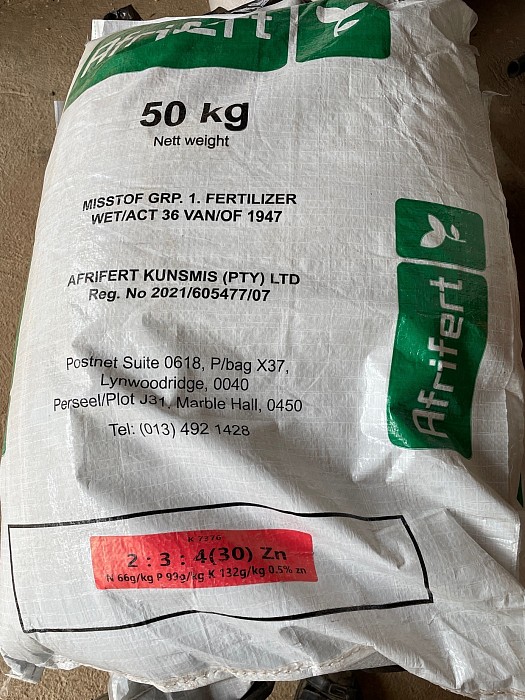 Afrifert
50 kg
Nett weight
MISSTOF GRP. 1. FERTILIZER
WET/ACT 36 VAN/OF 1947
AFRIFERT KUNSMIS (PTY) LTD
Reg. No 2021/605477/07
Postnet Suite 0618, P/bag X37,
Lynwoodridge, 0040
Perseel/Plot J31, Marble Hall, 0450
Tel: (013) 492 1428
Afrifert
2 : 3 : 4(30) Zn
N 66g/kg P 99g/kg K 132g/kg 0.5% zn